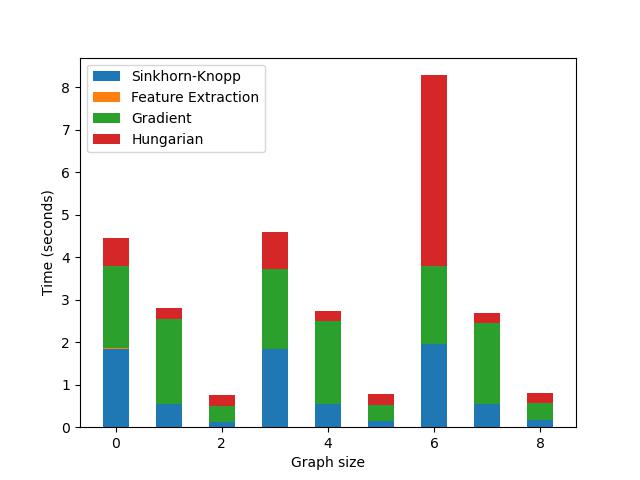 Sinkhorn-Knopp
Feature Extraction
Gradient
Hungarian
8
7
6
5
4
3
2
1
0
Time (seconds)
0 2 4 6 8
Graph size